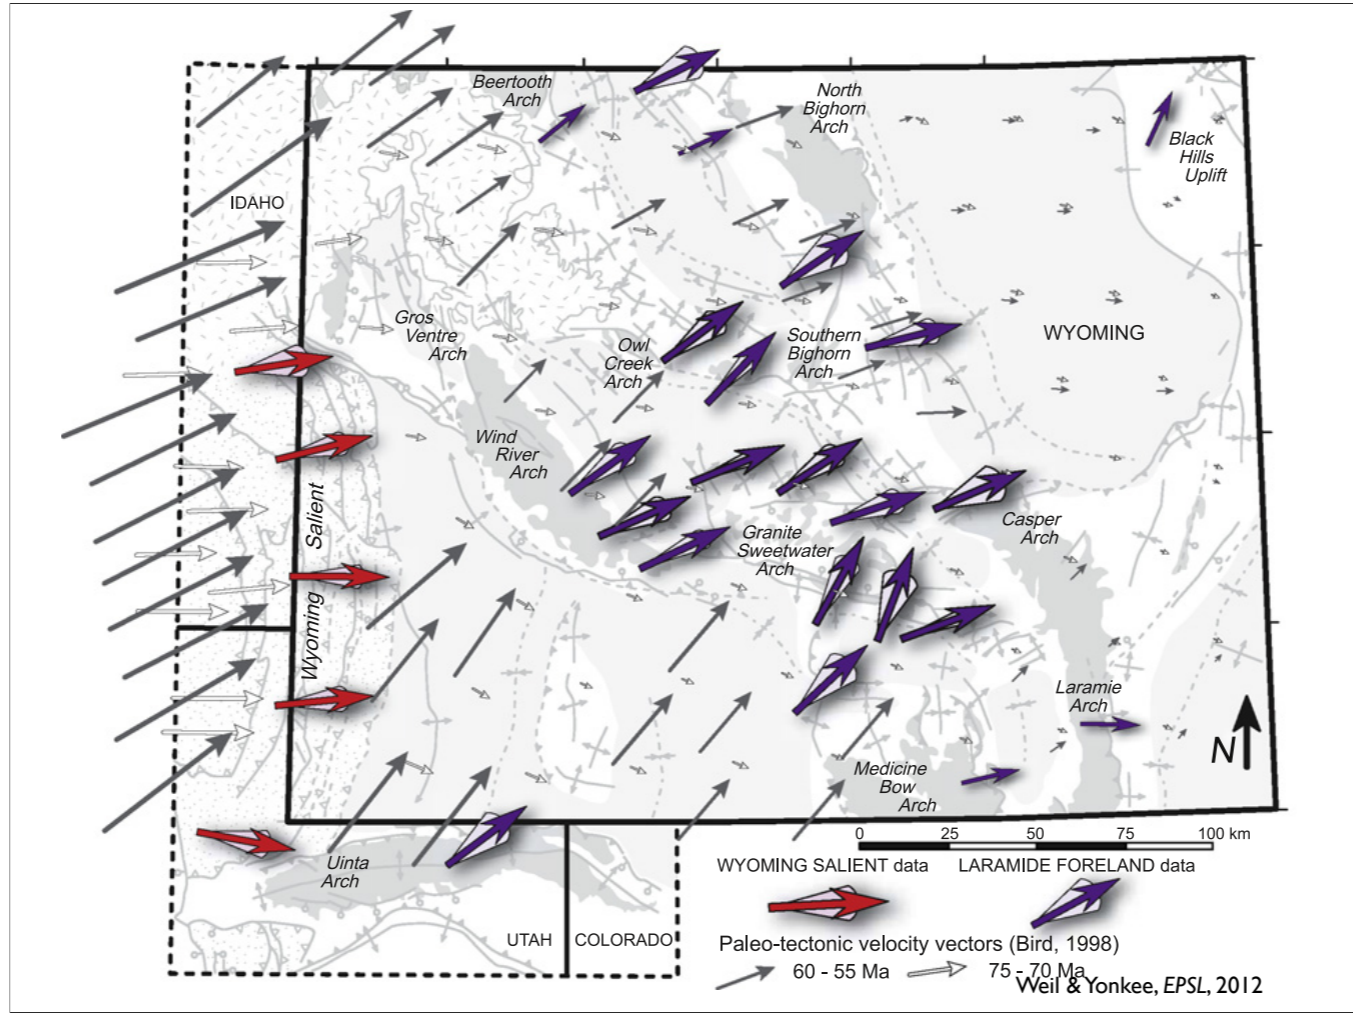 Beertooth
Arch
North
Bighorn
Arch
Black
Hills
Uplift
IDAHO
Gros
Ventre
Arch
Owl
Creek
Arch
Southern
Bighorn
Arch
WYOMING
Wind
River
Arch
Wyoming Salient
Granite
Sweetwater
Arch
Casper
Arch
Laramie
Arch
N
Medicine
Bow
Arch
Uinta
Arch
UTAH
COLORADO
0 25 50 75 100 km
WYOMING SALIENT data
LARAMIDE FORELAND data
Paleo-tectonic velocity vectors (Bird, 1998)
60 - 55 Ma 75 - 70 Ma
Weil & Yonkee, EPSL, 2012